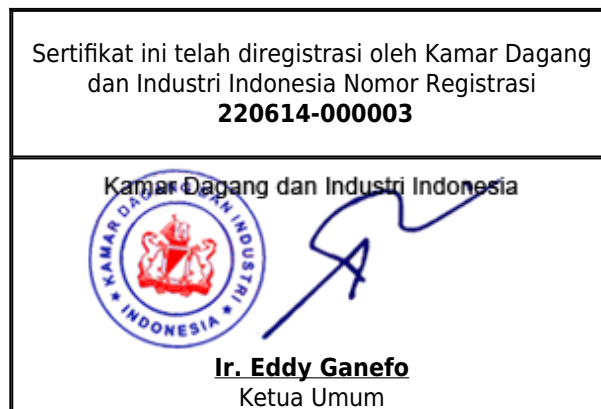 Sertifikat ini telah diregistrasi oleh Kamar Dagang
dan Industri Indonesia Nomor Registrasi
220614-000003
Kamar Dagang dan Industri Indonesia
KAMAR DAGANG DAN INDUSTRI
★ INDONESIA ★
Ir. Eddy Ganefo
Ketua Umum